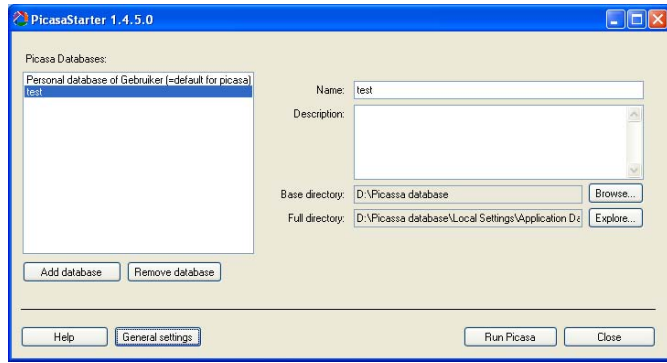 PicasaStarter 1.4.5.0
Picasa Databases:
Personal database of Gebruiker (=default for picasa)
test
Name: test
Description:
Base directory: D:\Picassa database Browse...
Full directory: D:\Picassa database\Local Settings\Application Da Explore...
Add database Remove database
Help General settings Run Picasa Close